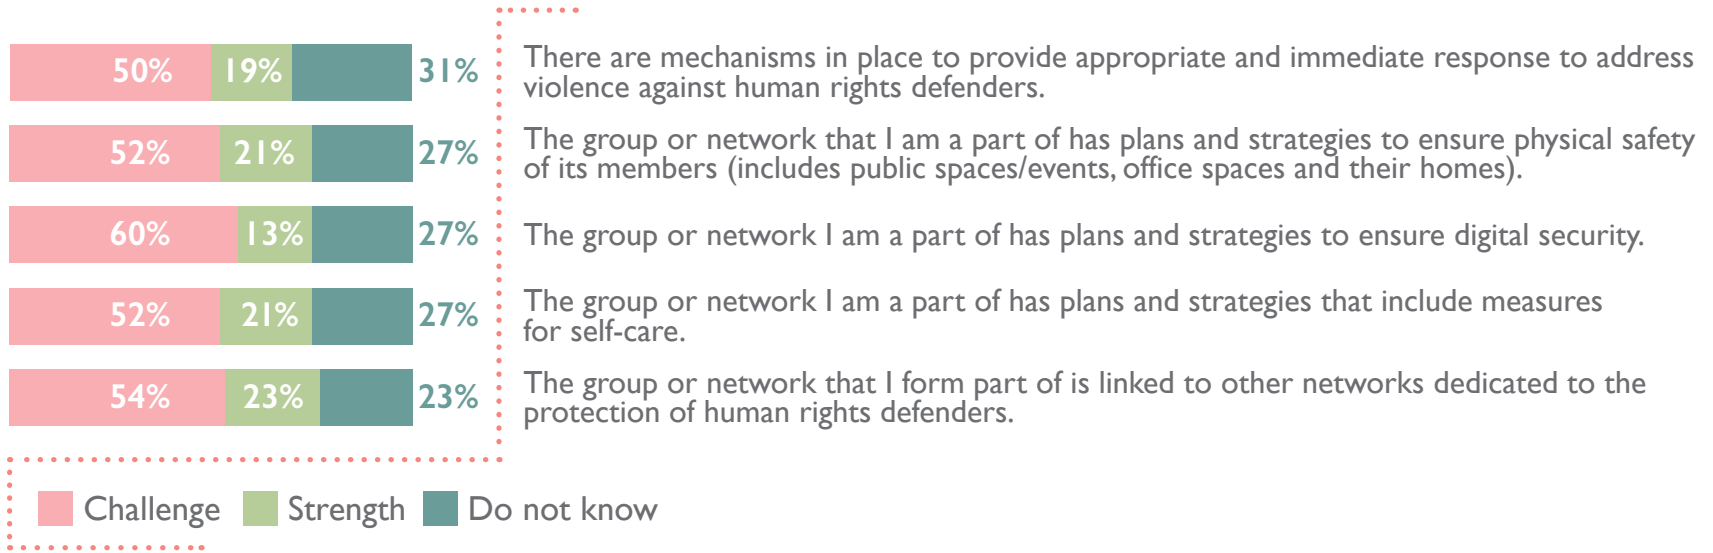 50% 19% 31% There are mechanisms in place to provide appropriate and immediate response to address
violence against human rights defenders.
52% 21% 27% The group or network that I am a part of has plans and strategies to ensure physical safety
of its members (includes public spaces/events, office spaces and their homes).
60% 13% 27% The group or network I am a part of has plans and strategies to ensure digital security.
52% 21% 27% The group or network I am a part of has plans and strategies that include measures
for self-care.
54% 23% 23% The group or network that I form part of is linked to other networks dedicated to the
protection of human rights defenders.
Challenge Strength Do not know